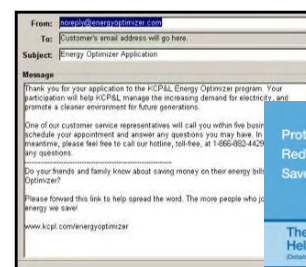 From: noreply@energyoptimizer.com
To: Customer's email address will go here.
Subject: Energy Optimizer Application
Message
Thank you for your application to the KCP&L Energy Optimizer program. Your
participation will help KCP&L manage the increasing demand for electricity, and
promote a cleaner environment for future generations.
One of our customer service representatives will call you within five busin
schedule your appointment and answer any questions you may have. In
meantime, please feel free to call our hotline, toll-free, at 1-866-882-4429
any questions.
Do your friends and family know about saving money on their energy bills
Optimizer?
Please forward this link to help spread the word. The more people who jo
energy we save!
www.kcpl.com/energyoptimizer
Prot
Red
Save
The
Hel